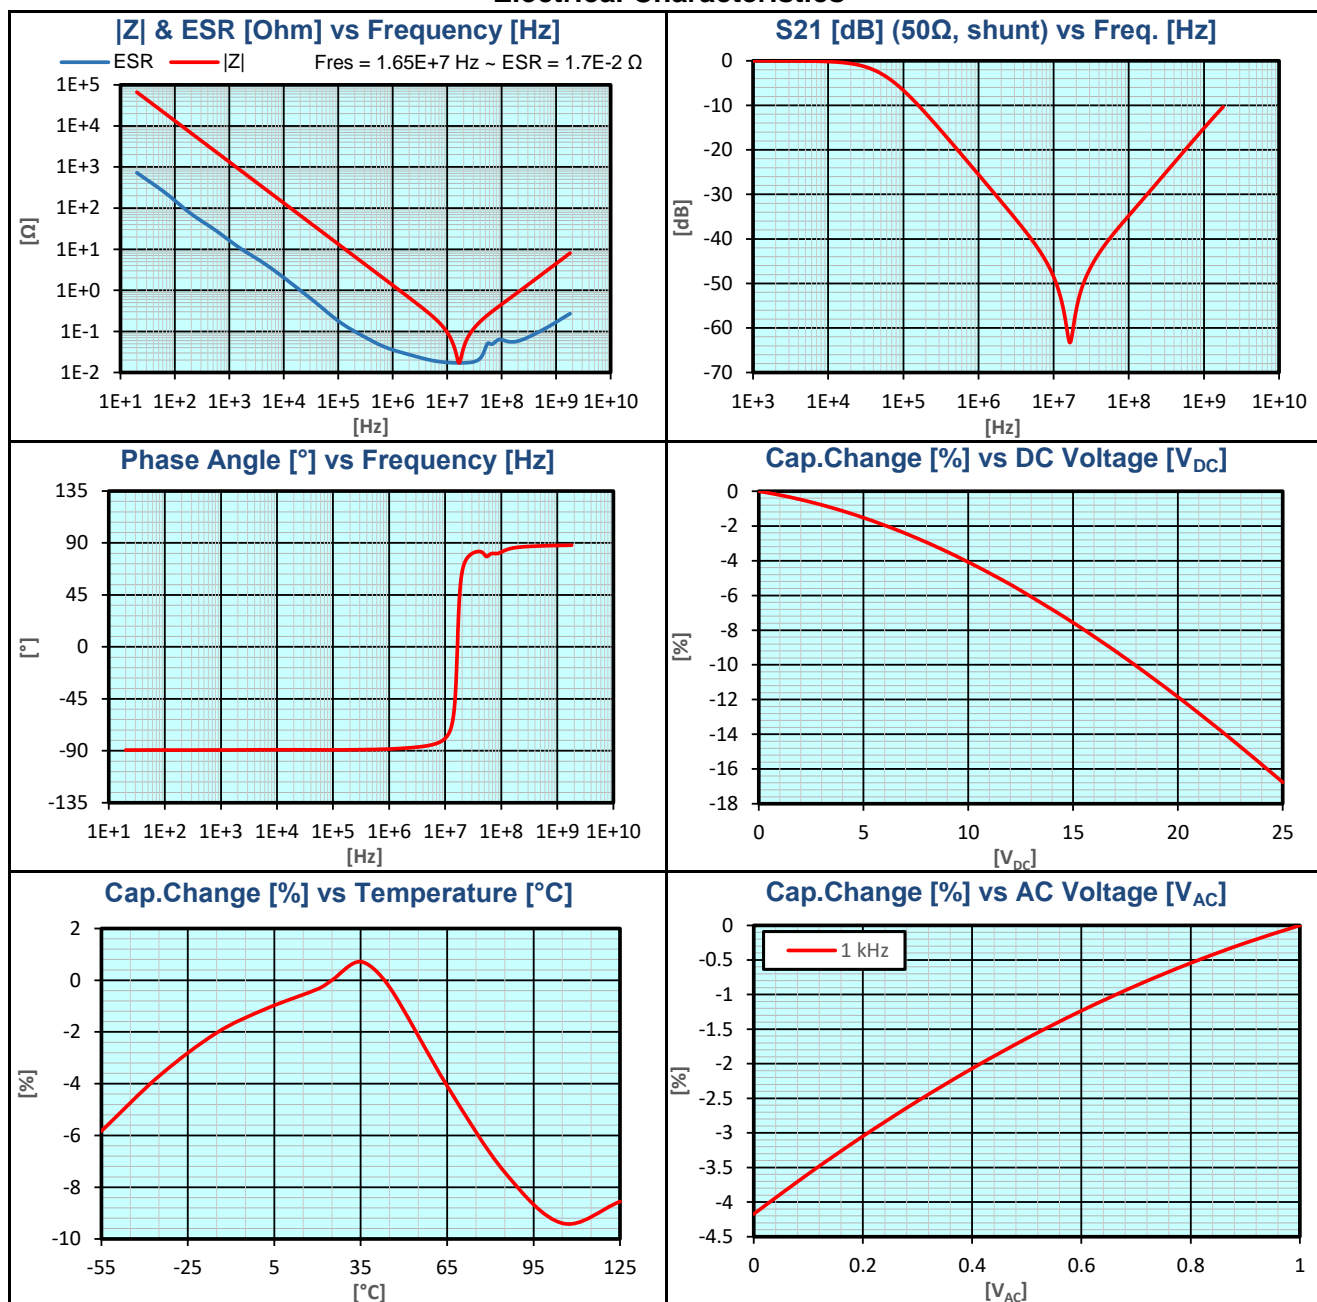 |Z| & ESR [Ohm] vs Frequency [Hz]
ESR |Z| Fres = 1.65E+7 Hz ~ ESR = 1.7E-2 Ω
1E+5
1E+4
1E+3
1E+2
1E+1
1E+0
1E-1
1E-2
[Ω]
1E+1 1E+2 1E+3 1E+4 1E+5 1E+6 1E+7 1E+8 1E+9 1E+10
[Hz]
S21 [dB] (50Ω, shunt) vs Freq. [Hz]
0
-10
-20
-30
-40
-50
-60
-70
[dB]
1E+3 1E+4 1E+5 1E+6 1E+7 1E+8 1E+9 1E+10
[Hz]
Phase Angle [°] vs Frequency [Hz]
135
90
45
0
-45
-90
-135
[°]
1E+1 1E+2 1E+3 1E+4 1E+5 1E+6 1E+7 1E+8 1E+9 1E+10
[Hz]
Cap.Change [%] vs DC Voltage [VDC]
0
-2
-4
-6
-8
-10
-12
-14
-16
-18
[%]
0 5 10 15 20 25
[VDC]
Cap.Change [%] vs Temperature [°C]
2
0
-2
-4
-6
-8
-10
[%]
-55 -25 5 35 65 95 125
[°C]
Cap.Change [%] vs AC Voltage [VAC]
1 kHz
0
-0.5
-1
-1.5
-2
-2.5
-3
-3.5
-4
-4.5
[%]
0 0.2 0.4 0.6 0.8 1
[VAC]